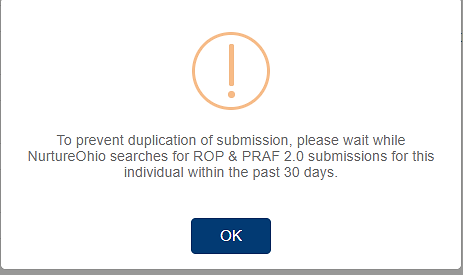 To prevent duplication of submission, please wait while
NurtureOhio searches for ROP & PRAF 2.0 submissions for this
individual within the past 30 days.
OK